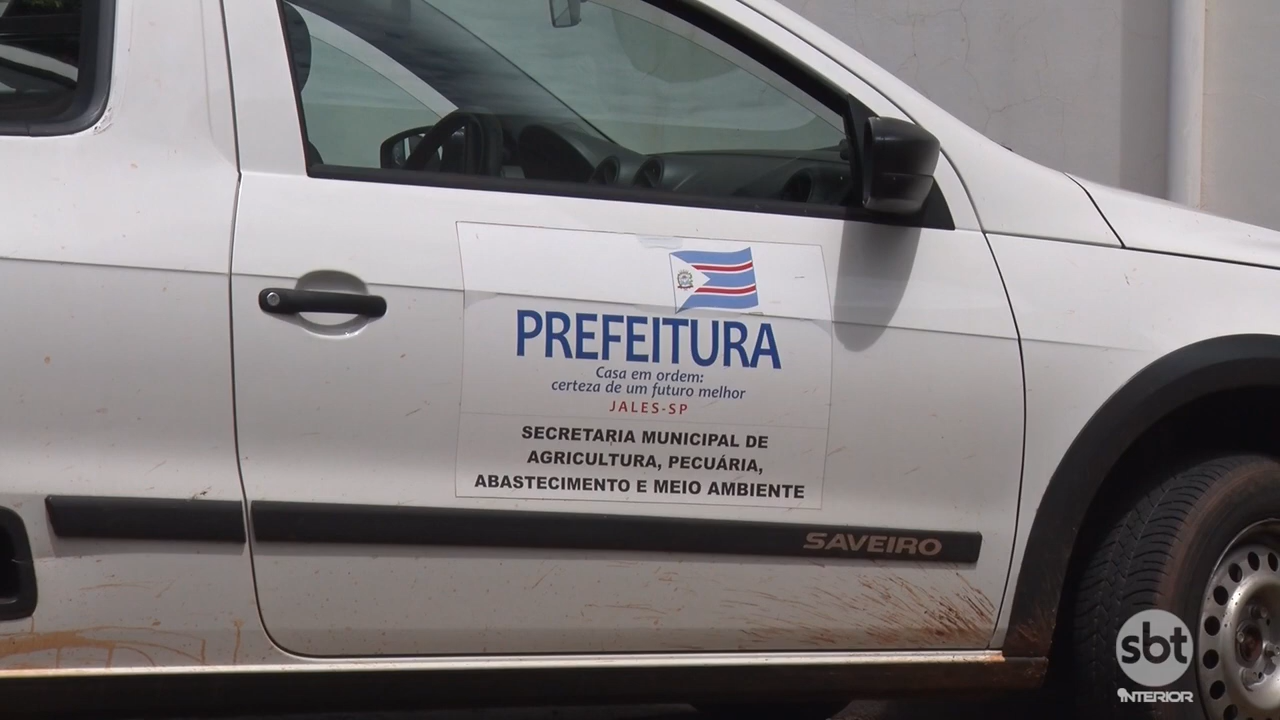 PREFEITURA
Casa em ordem:
certeza de um futuro melhor
JALES-SP
SECRETARIA MUNICIPAL DE
AGRICULTURA, PECUÁRIA,
ABASTECIMENTO E MEIO AMBIENTE
SAVEIRO
sbt
INTERIOR